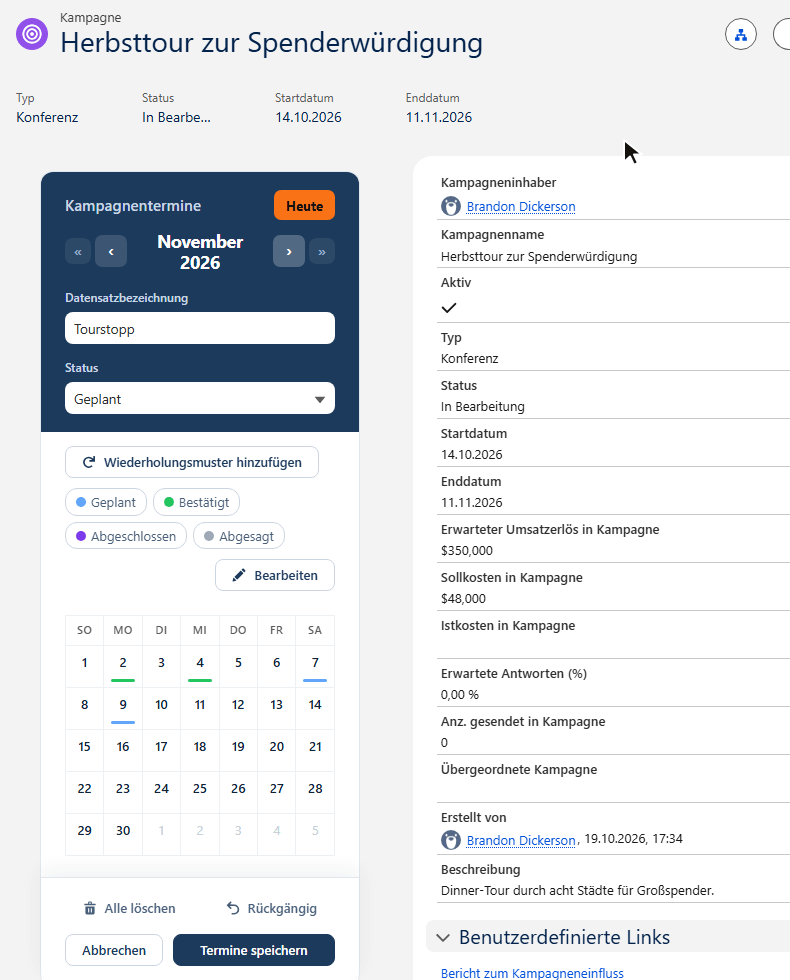 Kampagne
Herbsttour zur Spenderwürdigung
Typ
Status
Startdatum
Enddatum
Konferenz
In Bearbe...
14.10.2026
11.11.2026
Kampagnentermine
Heute
«
‹
November
2026
›
»
Datensatzbezeichnung
Tourstopp
Status
Geplant
Wiederholungsmuster hinzufügen
Geplant
Bestätigt
Abgeschlossen
Abgesagt
Bearbeiten
SO MO DI MI DO FR SA
1 2 3 4 5 6 7
8 9 10 11 12 13 14
15 16 17 18 19 20 21
22 23 24 25 26 27 28
29 30 1 2 3 4 5
Alle löschen
Rückgängig
Abbrechen
Termine speichern
Kampagneninhaber
Brandon Dickerson
Kampagnenname
Herbsttour zur Spenderwürdigung
Aktiv
Typ
Konferenz
Status
In Bearbeitung
Startdatum
14.10.2026
Enddatum
11.11.2026
Erwarteter Umsatzerlös in Kampagne
$350,000
Sollkosten in Kampagne
$48,000
Istkosten in Kampagne
Erwartete Antworten (%)
0,00 %
Anz. gesendet in Kampagne
0
Übergeordnete Kampagne
Erstellt von
Brandon Dickerson, 19.10.2026, 17:34
Beschreibung
Dinner-Tour durch acht Städte für Großspender.
Benutzerdefinierte Links
Bericht zum Kampagneneinfluss